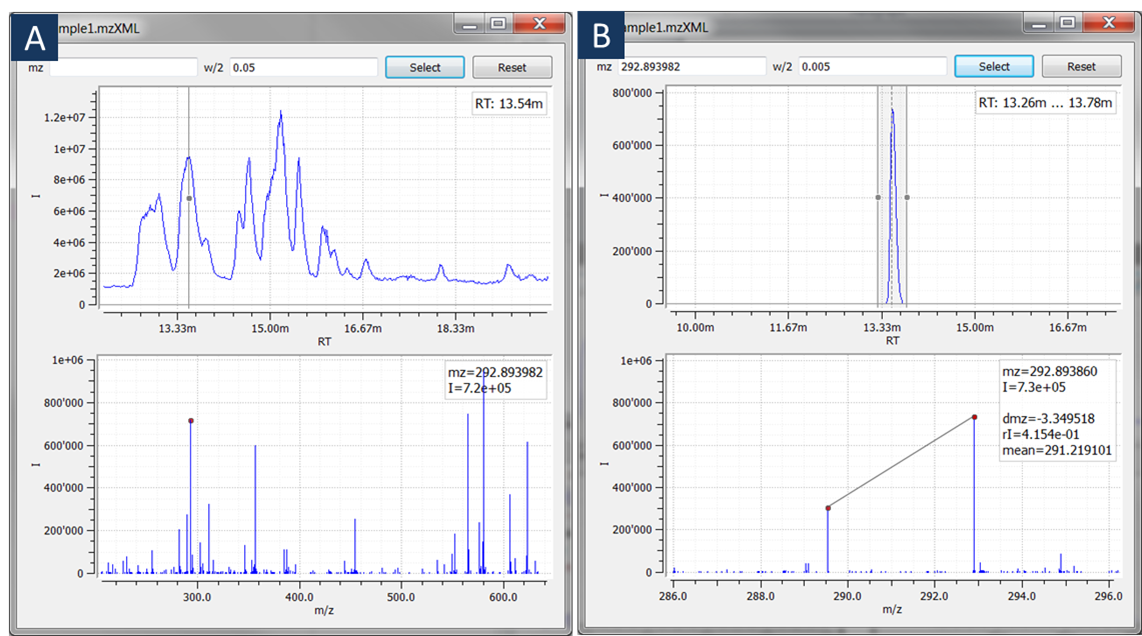 A
mple1.mzXML
mz
w/2 0.05
Select
Reset
RT: 13.54m
1.2e+07
1e+07
8e+06
6e+06
4e+06
2e+06
0
I
13.33m 15.00m 16.67m 18.33m
RT
1e+06
800'000
600'000
400'000
200'000
0
I
mz=292.893982
I=7.2e+05
300.0 400.0 500.0 600.0
m/z
B
mple1.mzXML
mz 292.893982
w/2 0.005
Select
Reset
RT: 13.26m ... 13.78m
800'000
600'000
400'000
200'000
0
I
10.00m 11.67m 13.33m 15.00m 16.67m
RT
1e+06
800'000
600'000
400'000
200'000
0
I
mz=292.893860
I=7.3e+05
dmz=-3.349518
rI=4.154e-01
mean=291.219101
286.0 288.0 290.0 292.0 294.0 296.0
m/z